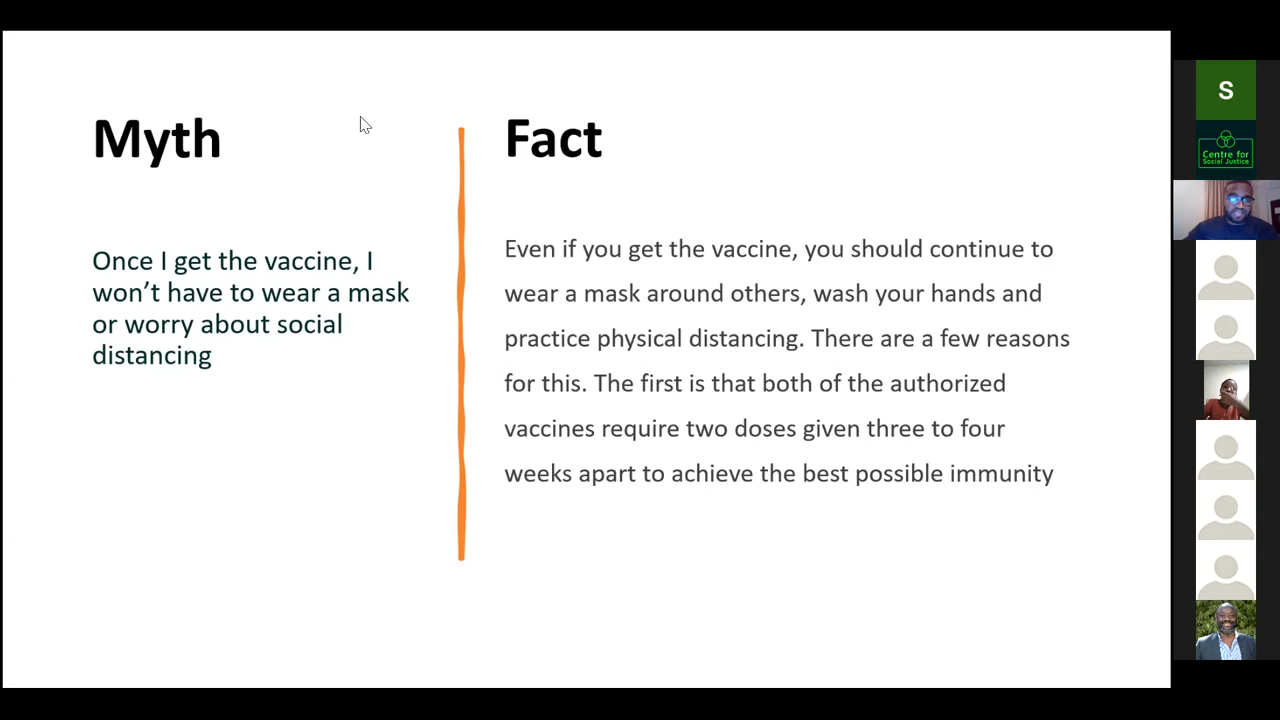 Myth
Once I get the vaccine, I
won’t have to wear a mask
or worry about social
distancing
Fact
Even if you get the vaccine, you should continue to
wear a mask around others, wash your hands and
practice physical distancing. There are a few reasons
for this. The first is that both of the authorized
vaccines require two doses given three to four
weeks apart to achieve the best possible immunity
S
Centre for
Social Justice